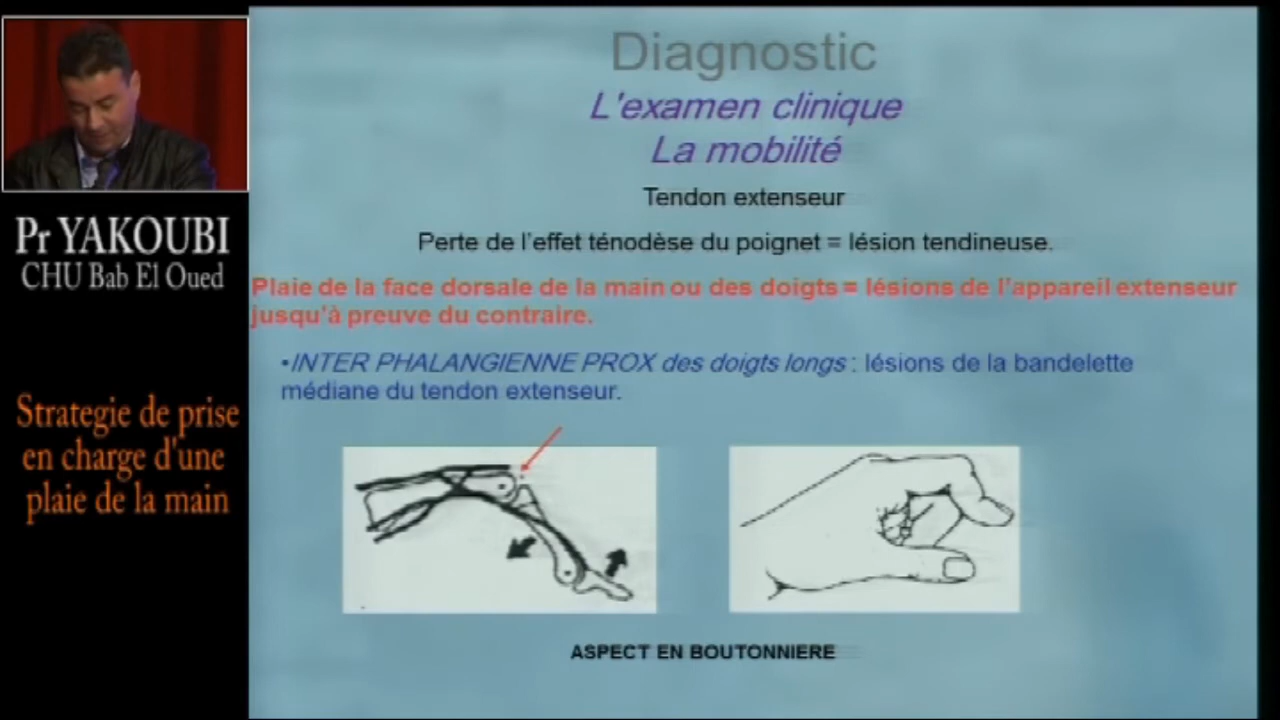 Pr YAKOUBI
CHU Bab El Oued
Strategie de prise
en charge d'une
plaie de la main
Diagnostic
L'examen clinique
La mobilité
Tendon extenseur
Perte de l'effet ténodèse du poignet = lésion tendineuse.
Plaie de la face dorsale de la main ou des doigts = lésions de l'appareil extenseur
jusqu'à preuve du contraire.
•INTER PHALANGIENNE PROX des doigts longs : lésions de la bandelette
médiane du tendon extenseur.
ASPECT EN BOUTONNIERE